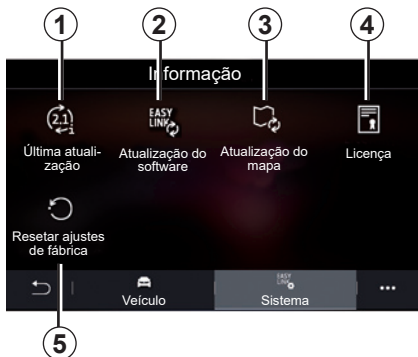 1 2 3 4
Informação
2.1
i
EASY
LINK
Última atuali-
zação
Atualização do
software
Atualização do
mapa
Licença
Resetar ajustes
de fábrica
EASY
LINK
Veículo
Sistema
...
5